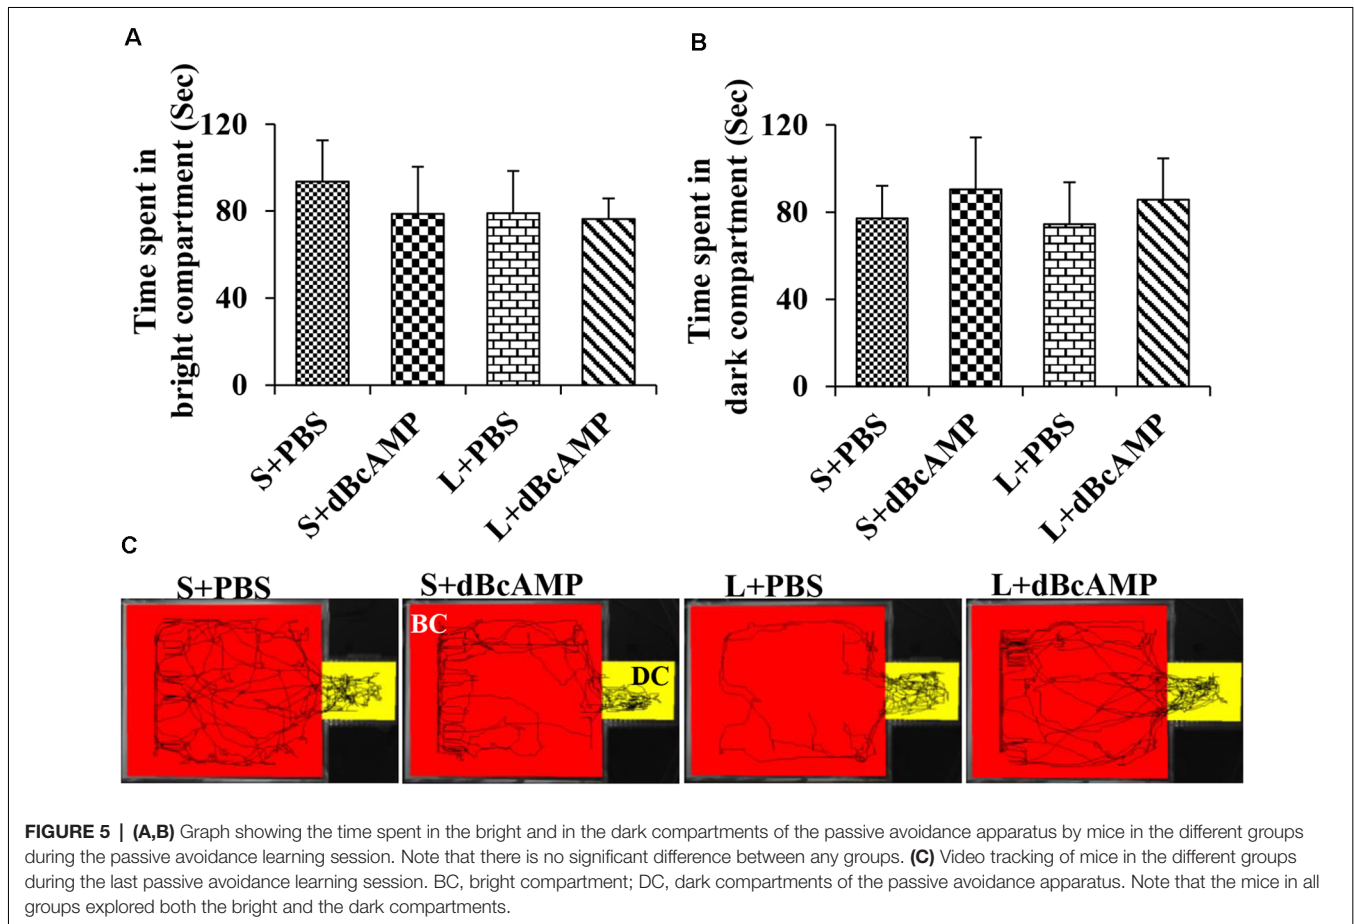 A
Time spent in
bright compartment (Sec)
120
80
40
0
S+PBS
S+dBcAMP
L+PBS
L+dBcAMP
B
Time spent in
dark compartment (Sec)
120
80
40
0
S+PBS
S+dBcAMP
L+PBS
L+dBcAMP
C
S+PBS
S+dBcAMP
L+PBS
L+dBcAMP
BC
DC
FIGURE 5 | (A,B) Graph showing the time spent in the bright and in the dark compartments of the passive avoidance apparatus by mice in the different groups
during the passive avoidance learning session. Note that there is no significant difference between any groups. (C) Video tracking of mice in the different groups
during the last passive avoidance learning session. BC, bright compartment; DC, dark compartments of the passive avoidance apparatus. Note that the mice in all
groups explored both the bright and the dark compartments.